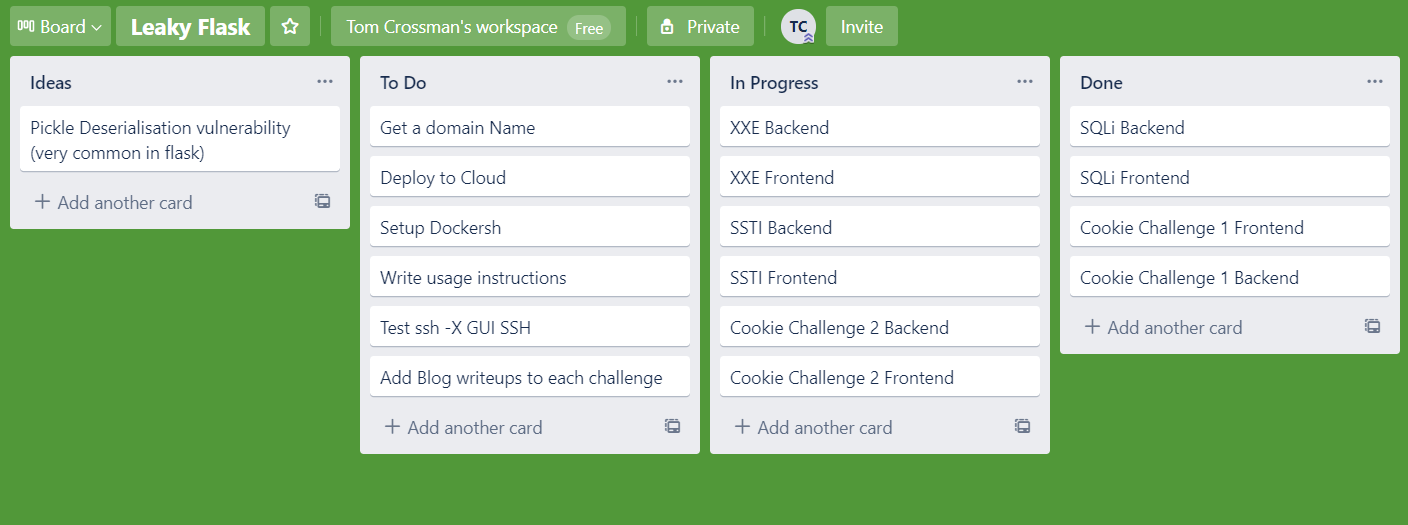 Board
Leaky Flask
Tom Crossman's workspace
Free
Private
TC
Invite
Ideas
Pickle Deserialisation vulnerability
(very common in flask)
+ Add another card
To Do
Get a domain Name
Deploy to Cloud
Setup Dockersh
Write usage instructions
Test ssh -X GUI SSH
Add Blog writeups to each challenge
+ Add another card
In Progress
XXE Backend
XXE Frontend
SSTI Backend
SSTI Frontend
Cookie Challenge 2 Backend
Cookie Challenge 2 Frontend
+ Add another card
Done
SQLi Backend
SQLi Frontend
Cookie Challenge 1 Frontend
Cookie Challenge 1 Backend
+ Add another card